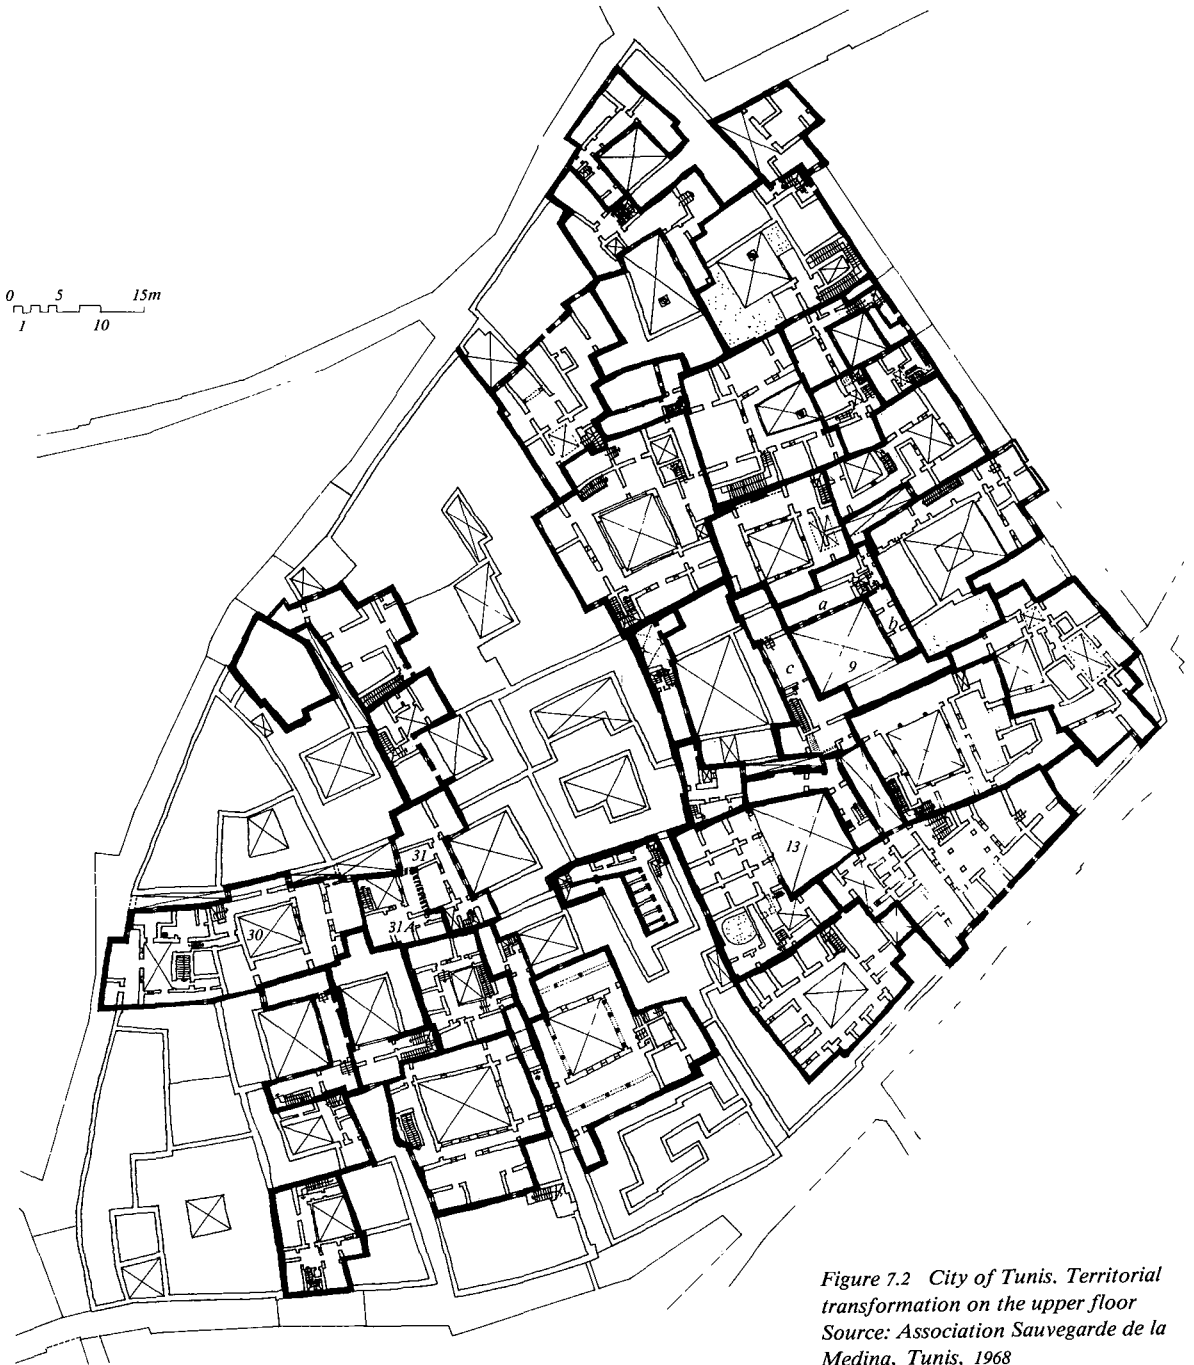 0 5 15m
1 10
a
b
c
9
13
31
31A
30
Figure 7.2 City of Tunis. Territorial
transformation on the upper floor
Source: Association Sauvegarde de la
Medina, Tunis, 1968